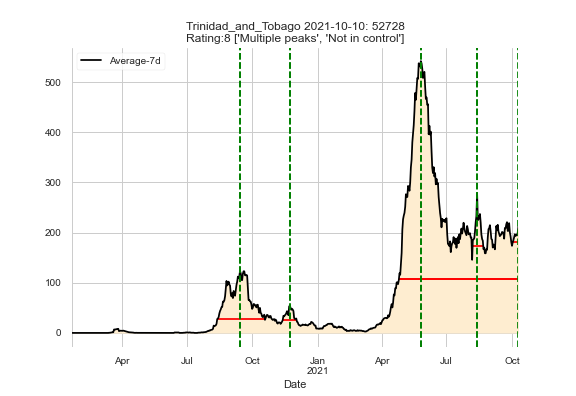 Trinidad_and_Tobago 2021-10-10: 52728
Rating:8 ['Multiple peaks', 'Not in control']
Average-7d
500
400
300
200
100
0
Apr
Jul
Oct
Jan
2021
Apr
Jul
Oct
Date